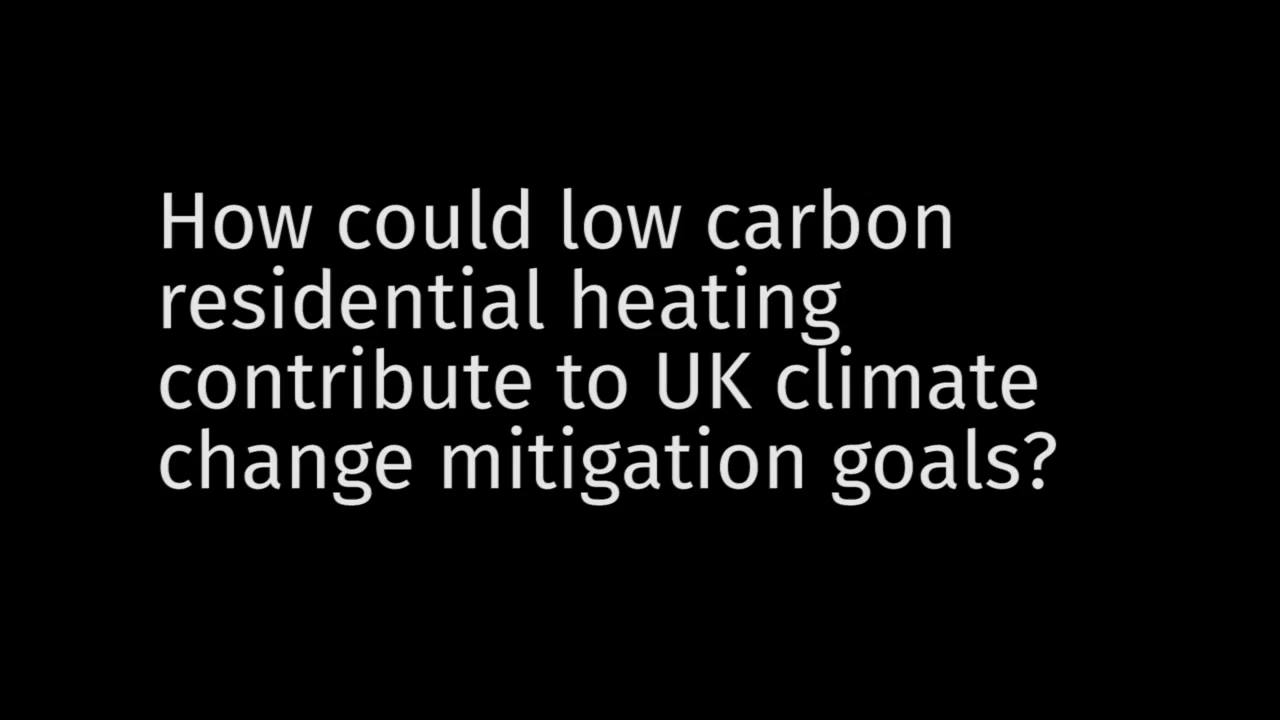 How could low carbon
residential heating
contribute to UK climate
change mitigation goals?